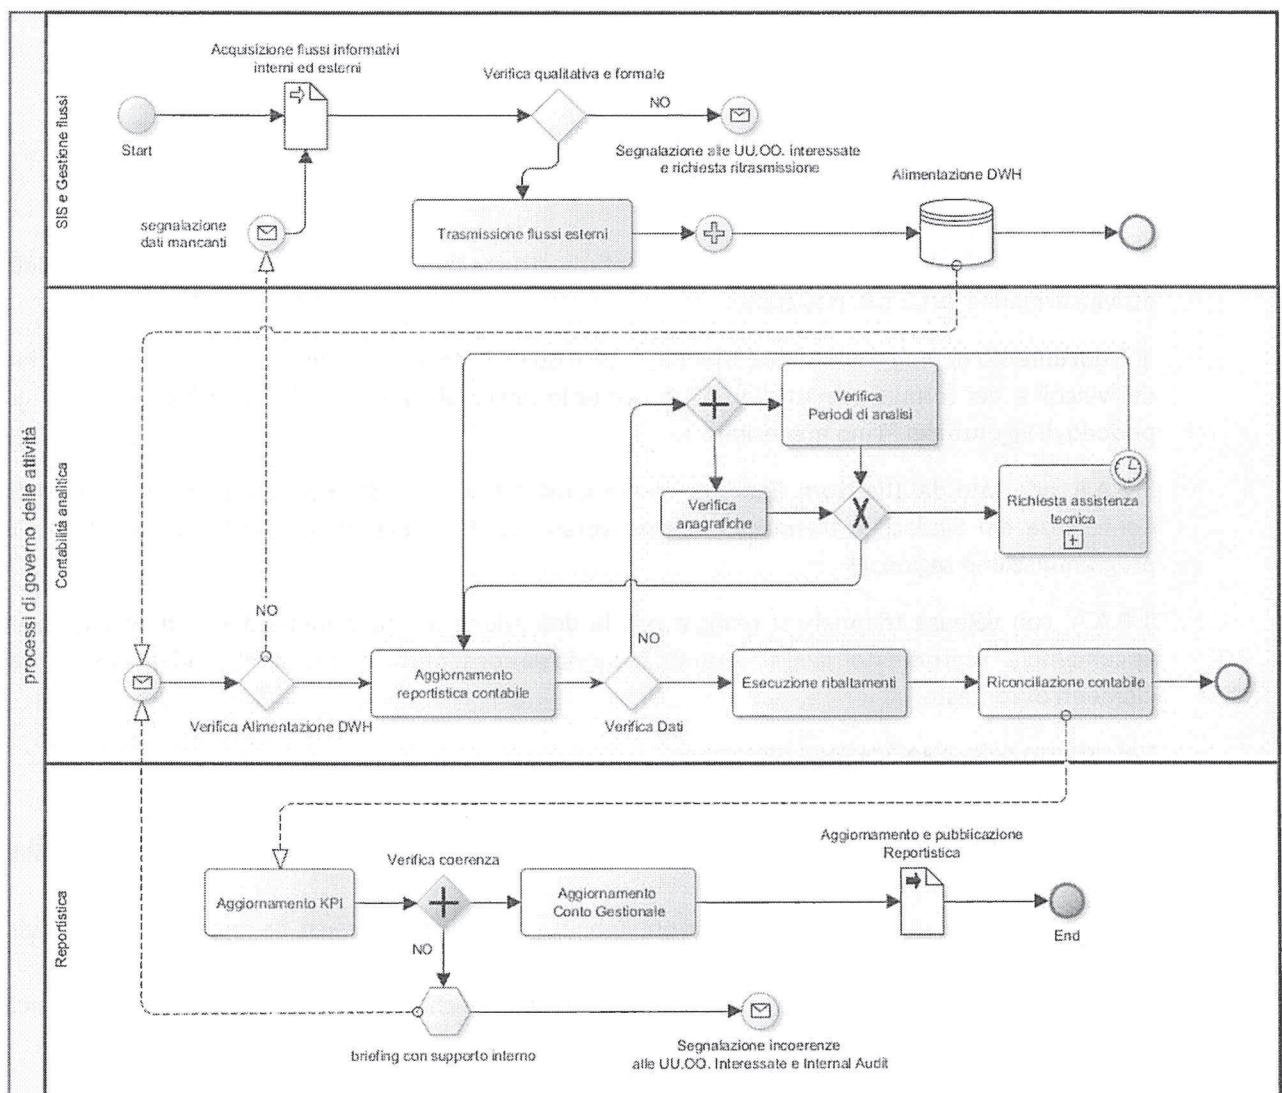 processi di governo delle attività
SIS e Gestione flussi
Acquisizione flussi informativi
interni ed esterni
Verifica qualitativa e formale
NO
Start
Segnalazione alle UU.OO. interessate
e richiesta ritrasmissione
Alimentazione DWH
segnalazione
dati mancanti
Trasmissione flussi esterni
Contabilità analitica
Verifica
Periodi di analisi
Verifica
anagrafiche
X
Richiesta assistenza
tecnica
NO
NO
Aggiornamento
reportistica contabile
Esecuzione ribaltamenti
Riconciliazione contabile
Verifica Alimentazione DWH
Verifica Dati
Reportistica
Aggiornamento e pubblicazione
Reportistica
Verifica coerenza
Aggiornamento KPI
Aggiornamento
Conto Gestionale
End
NO
briefing con supporto interno
Segnalazione incoerenze
alle UU.OO. Interessate e Internal Audit